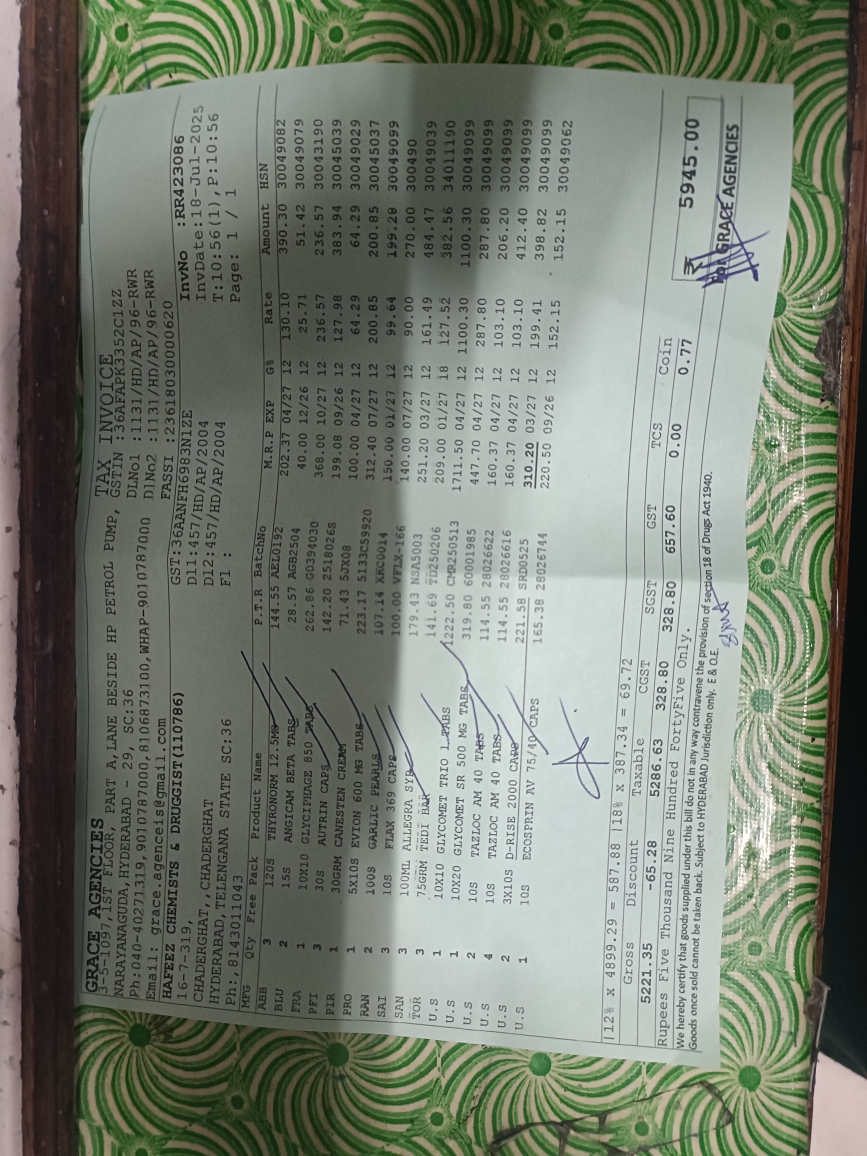 GRACE AGENCIES TAX INVOICE
3-5-1097,1ST FLOOR, PART A,LANE BESIDE HP PETROL PUMP, GSTIN :36AFAPK3352C1ZZ
NARAYANAGUDA,HYDERABAD - 29, SC:36 DLNo1 :1131/HD/AP/96-RWR
Ph:040-40271319,9010787000,8106873100,WHAP-9010787000 DlNo2 :1131/HD/AP/96-RWR
Email: grace.agenceis@gmail.com FASSI :23618030000620
HAFEEZ CHEMISTS & DRUGGIST(110786) GST:36AANFH6983N1ZE InvNo :RR423086
16-7-319, Dl1:457/HD/AP/2004 InvDate:18-Jul-2025
CHADERGHAT,,CHADERGHAT Dl2:457/HD/AP/2004 T:10:56(1),P:10:56
HYDERABAD,TELENGANA STATE SC:36 Fl : Page: 1 / 1
Ph:,8143011043
MFG Qty Free Pack Product Name P.T.R BatchNo M.R.P EXP G% Rate Amount HSN
ABB 3 120S THYRONORM 12.5MG 144.55 AEL0192 202.37 04/27 12 130.10 390.30 30049082
BLU 2 15S ANGICAM BETA TABS 28.57 AGB2504 40.00 12/26 12 25.71 51.42 30049079
FRA 1 10X10 GLYCIPHAGE 850 TABS 262.86 G0394030 368.00 10/27 12 236.57 236.57 30043190
PFI 3 30S AUTRIN CAPS 142.20 2518026S 199.08 09/26 12 127.98 383.94 30045039
PIR 1 30GRM CANESTEN CREAM 71.43 5JX08 100.00 04/27 12 64.29 64.29 30049029
PRO 1 5X10S EVION 600 MG TABS 223.17 5133C59920 312.40 07/27 12 200.85 200.85 30045037
RAN 2 100S GARLIC PEARLS 107.14 XKC0014 150.00 01/27 12 99.64 199.28 30049099
SAI 3 10S FLAX 369 CAPS 100.00 VFLX-166 140.00 07/27 12 90.00 270.00 300490
SAN 3 100ML ALLEGRA SYR 179.43 NSA5003 251.20 03/27 12 161.49 484.47 30049039
TOR 3 75GRM TEDI BAR 141.69 TD250206 209.00 01/27 18 127.52 382.56 34011190
U.S 1 10X10 GLYCOMET TRIO 1 TABS 1222.50 CMR250513 1711.50 04/27 12 1100.30 1100.30 30049099
U.S 1 10X20 GLYCOMET SR 500 MG TABS 319.80 60001985 447.70 04/27 12 287.80 287.80 30049099
U.S 2 10S TAZLOC AM 40 TABS 114.55 28026622 160.37 04/27 12 103.10 206.20 30049099
U.S 4 10S TAZLOC AM 40 TABS 114.55 28026616 160.37 04/27 12 103.10 412.40 30049099
U.S 2 3X10S D-RISE 2000 CAPS 221.58 SRD0525 310.20 03/27 12 199.41 398.82 30049099
U.S 1 10S ECOSPRIN AV 75/40 CAPS 165.38 28026744 220.50 09/26 12 152.15 152.15 30049062
|12% x 4899.29 = 587.88 |18% x 387.34 = 69.72
Gross Discount Taxable CGST SGST GST TCS Coin
5221.35 -65.28 5286.63 328.80 328.80 657.60 0.00 0.77 ₹ 5945.00
Rupees Five Thousand Nine Hundred FortyFive Only.
We hereby certify that goods supplied under this bill do not in any way contravene the provision of section 18 of Drugs Act 1940.
Goods once sold cannot be taken back. Subject to HYDERABAD Jurisdiction only. E & O.E. For GRACE AGENCIES